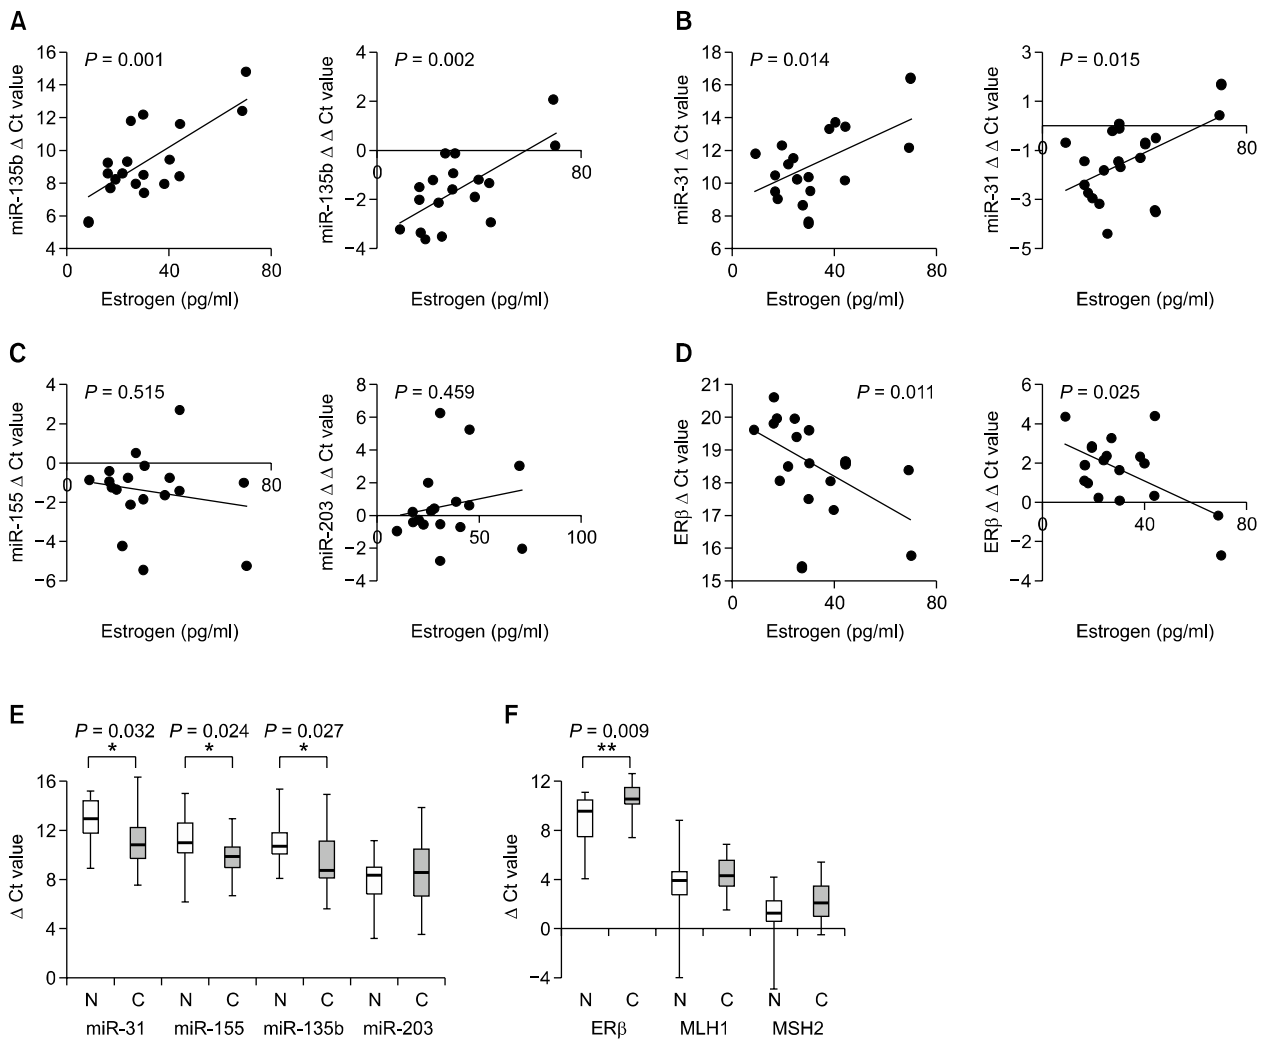 A
P = 0.001
miR-135b Δ Ct value
16
14
12
10
8
6
4
0
40
80
Estrogen (pg/ml)
P = 0.002
miR-135b Δ Δ Ct value
4
2
0
−2
−4
80
Estrogen (pg/ml)
B
P = 0.014
miR-31 Δ Ct value
18
16
14
12
10
8
6
0
40
80
Estrogen (pg/ml)
P = 0.015
miR-31 Δ Δ Ct value
3
1
−1
−3
−5
0
40
80
Estrogen (pg/ml)
C
P = 0.515
miR-155 Δ Ct value
4
2
0
−2
−4
−6
0
40
80
Estrogen (pg/ml)
P = 0.459
miR-203 Δ Δ Ct value
8
6
4
2
0
−2
−4
0
50
100
Estrogen (pg/ml)
D
P = 0.011
ERβ Δ Ct value
21
20
19
18
17
16
15
0
40
80
Estrogen (pg/ml)
P = 0.025
ERβ Δ Δ Ct value
6
4
2
0
−2
−4
0
40
80
Estrogen (pg/ml)
E
P = 0.032 P = 0.024 P = 0.027
* * *
Δ Ct value
16
12
8
4
0
N C N C N C N C
miR-31 miR-155 miR-135b miR-203
F
P = 0.009
**
Δ Ct value
12
8
4
0
−4
N C N C N C
ERβ MLH1 MSH2